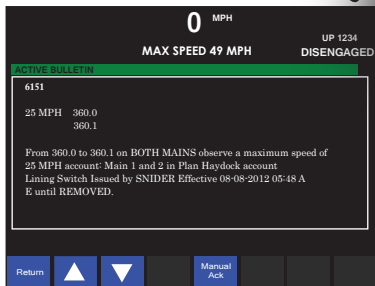 0 MPH
UP 1234
MAX SPEED 49 MPH
DISENGAGED
ACTIVE BULLETIN
6151
25 MPH 360.0
360.1
From 360.0 to 360.1 on BOTH MAINS observe a maximum speed of
25 MPH account: Main 1 and 2 in Plan Haydock account
Lining Switch Issued by SNIDER Effective 08-08-2012 05:48 A
E until REMOVED.
Return
Manual
Ack